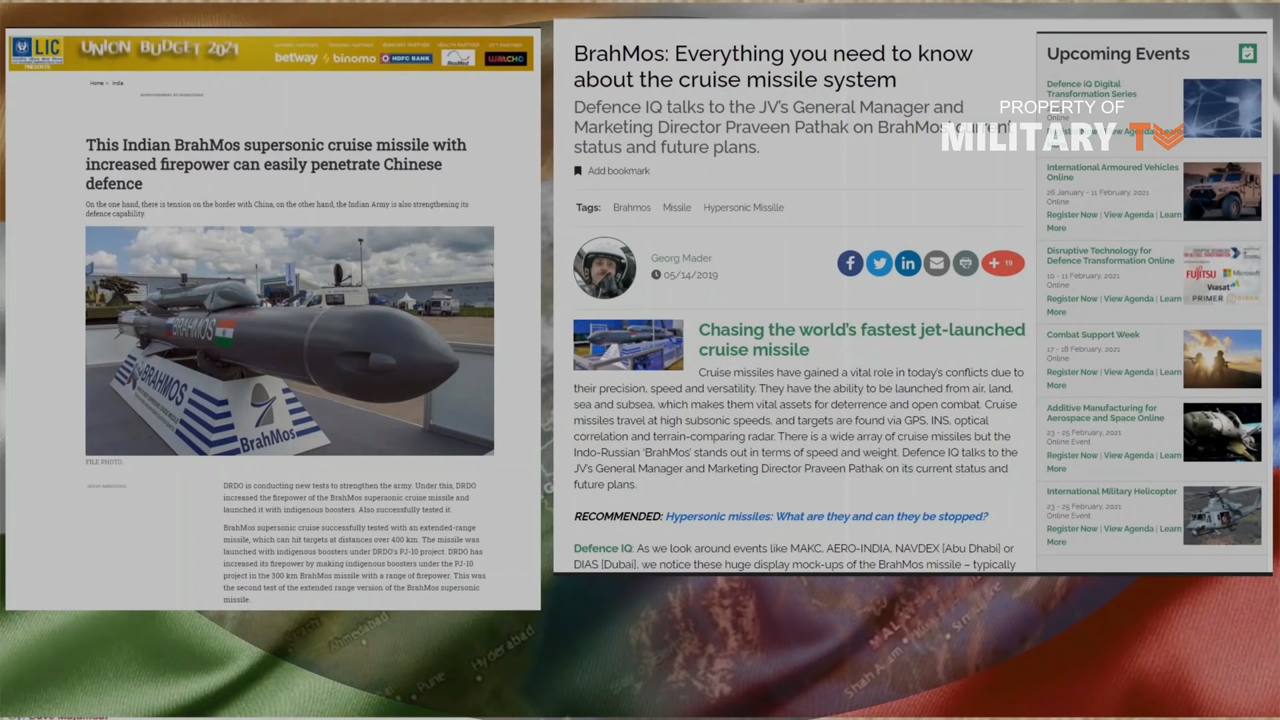 LIC
PRESENTS
UNION BUDGET 2021
betway
binomo
HDFC BANK
WatchO
Home » India
This Indian BrahMos supersonic cruise missile with
increased firepower can easily penetrate Chinese
defence
On the one hand, there is tension on the border with China, on the other hand, the Indian Army is also strengthening its
defence capability.
BRAHMOS
BRAHMOS
BrahMos
FILE PHOTO.
DRDO is conducting new tests to strengthen the army. Under this, DRDO
increased the firepower of the BrahMos supersonic cruise missile and
launched it with indigenous boosters. Also successfully tested it.
BrahMos supersonic cruise successfully tested with an extended-range
missile, which can hit targets at distances over 400 km. The missile was
launched with indigenous boosters under DRDO's PJ-10 project. DRDO has
increased its firepower by making indigenous boosters under the PJ-10
project in the 300 km BrahMos missile with a range of firepower. This was
the second test of the extended range version of the BrahMos supersonic
missile.
BrahMos: Everything you need to know
about the cruise missile system
Defence IQ talks to the JV's General Manager and
Marketing Director Praveen Pathak on BrahMos' current
status and future plans.
Add bookmark
Tags: Brahmos Missile Hypersonic Missille
Georg Mader
05/14/2019
19
Chasing the world's fastest jet-launched
cruise missile
Cruise missiles have gained a vital role in today's conflicts due to
their precision, speed and versatility. They have the ability to be launched from air, land,
sea and subsea, which makes them vital assets for deterrence and open combat. Cruise
missiles travel at high subsonic speeds, and targets are found via GPS, INS, optical
correlation and terrain-comparing radar. There is a wide array of cruise missiles but the
Indo-Russian 'BrahMos' stands out in terms of speed and weight. Defence IQ talks to the
JV's General Manager and Marketing Director Praveen Pathak on its current status and
future plans.
RECOMMENDED: Hypersonic missiles: What are they and can they be stopped?
Defence IQ: As we look around events like MAKC, AERO-INDIA, NAVDEX [Abu Dhabi] or
DIAS [Dubai], we notice these huge display mock-ups of the BrahMos missile – typically
Upcoming Events
Defence iQ Digital
Transformation Series
Online
PROPERTY OF
MILITARY TV
International Armoured Vehicles
Online
26 January - 11 February, 2021
Online
Register Now | View Agenda | Learn
More
Disruptive Technology for
Defence Transformation Online
10 - 11 February, 2021
Online
Register Now | View Agenda | Learn
More
FUJITSU
Microsoft
Viasat
PRIMER
Combat Support Week
17 - 18 February, 2021
Online
Register Now | View Agenda | Learn
More
Additive Manufacturing for
Aerospace and Space Online
23 - 25 February, 2021
Online Event
Register Now | View Agenda | Learn
More
International Military Helicopter
23 - 25 February, 2021
Online Event
Register Now | View Agenda | Learn
More
Ahmedabad
Hyderabad
Pune
Shah Alam